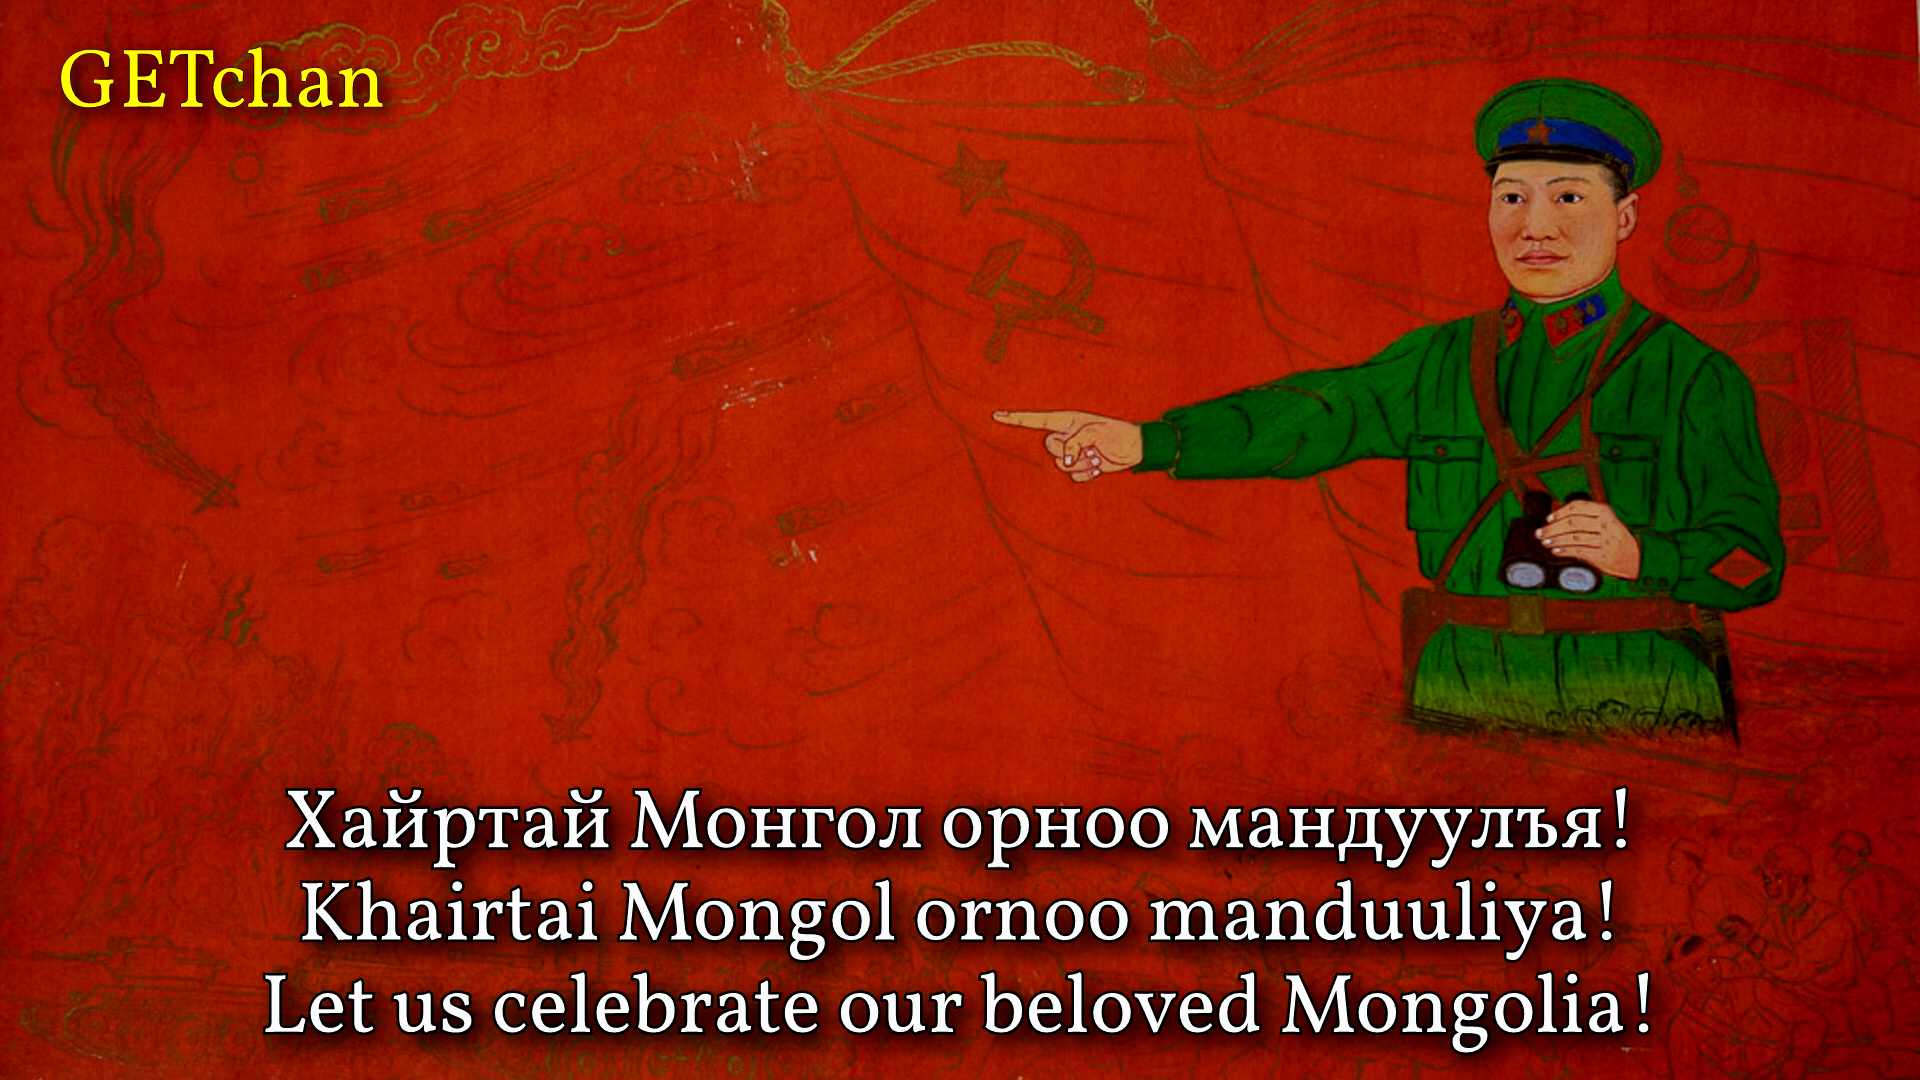 GETchan
Хайртай Монгол орноо мандуулъя!
Khairtai Mongol ornoo manduuliya!
Let us celebrate our beloved Mongolia!